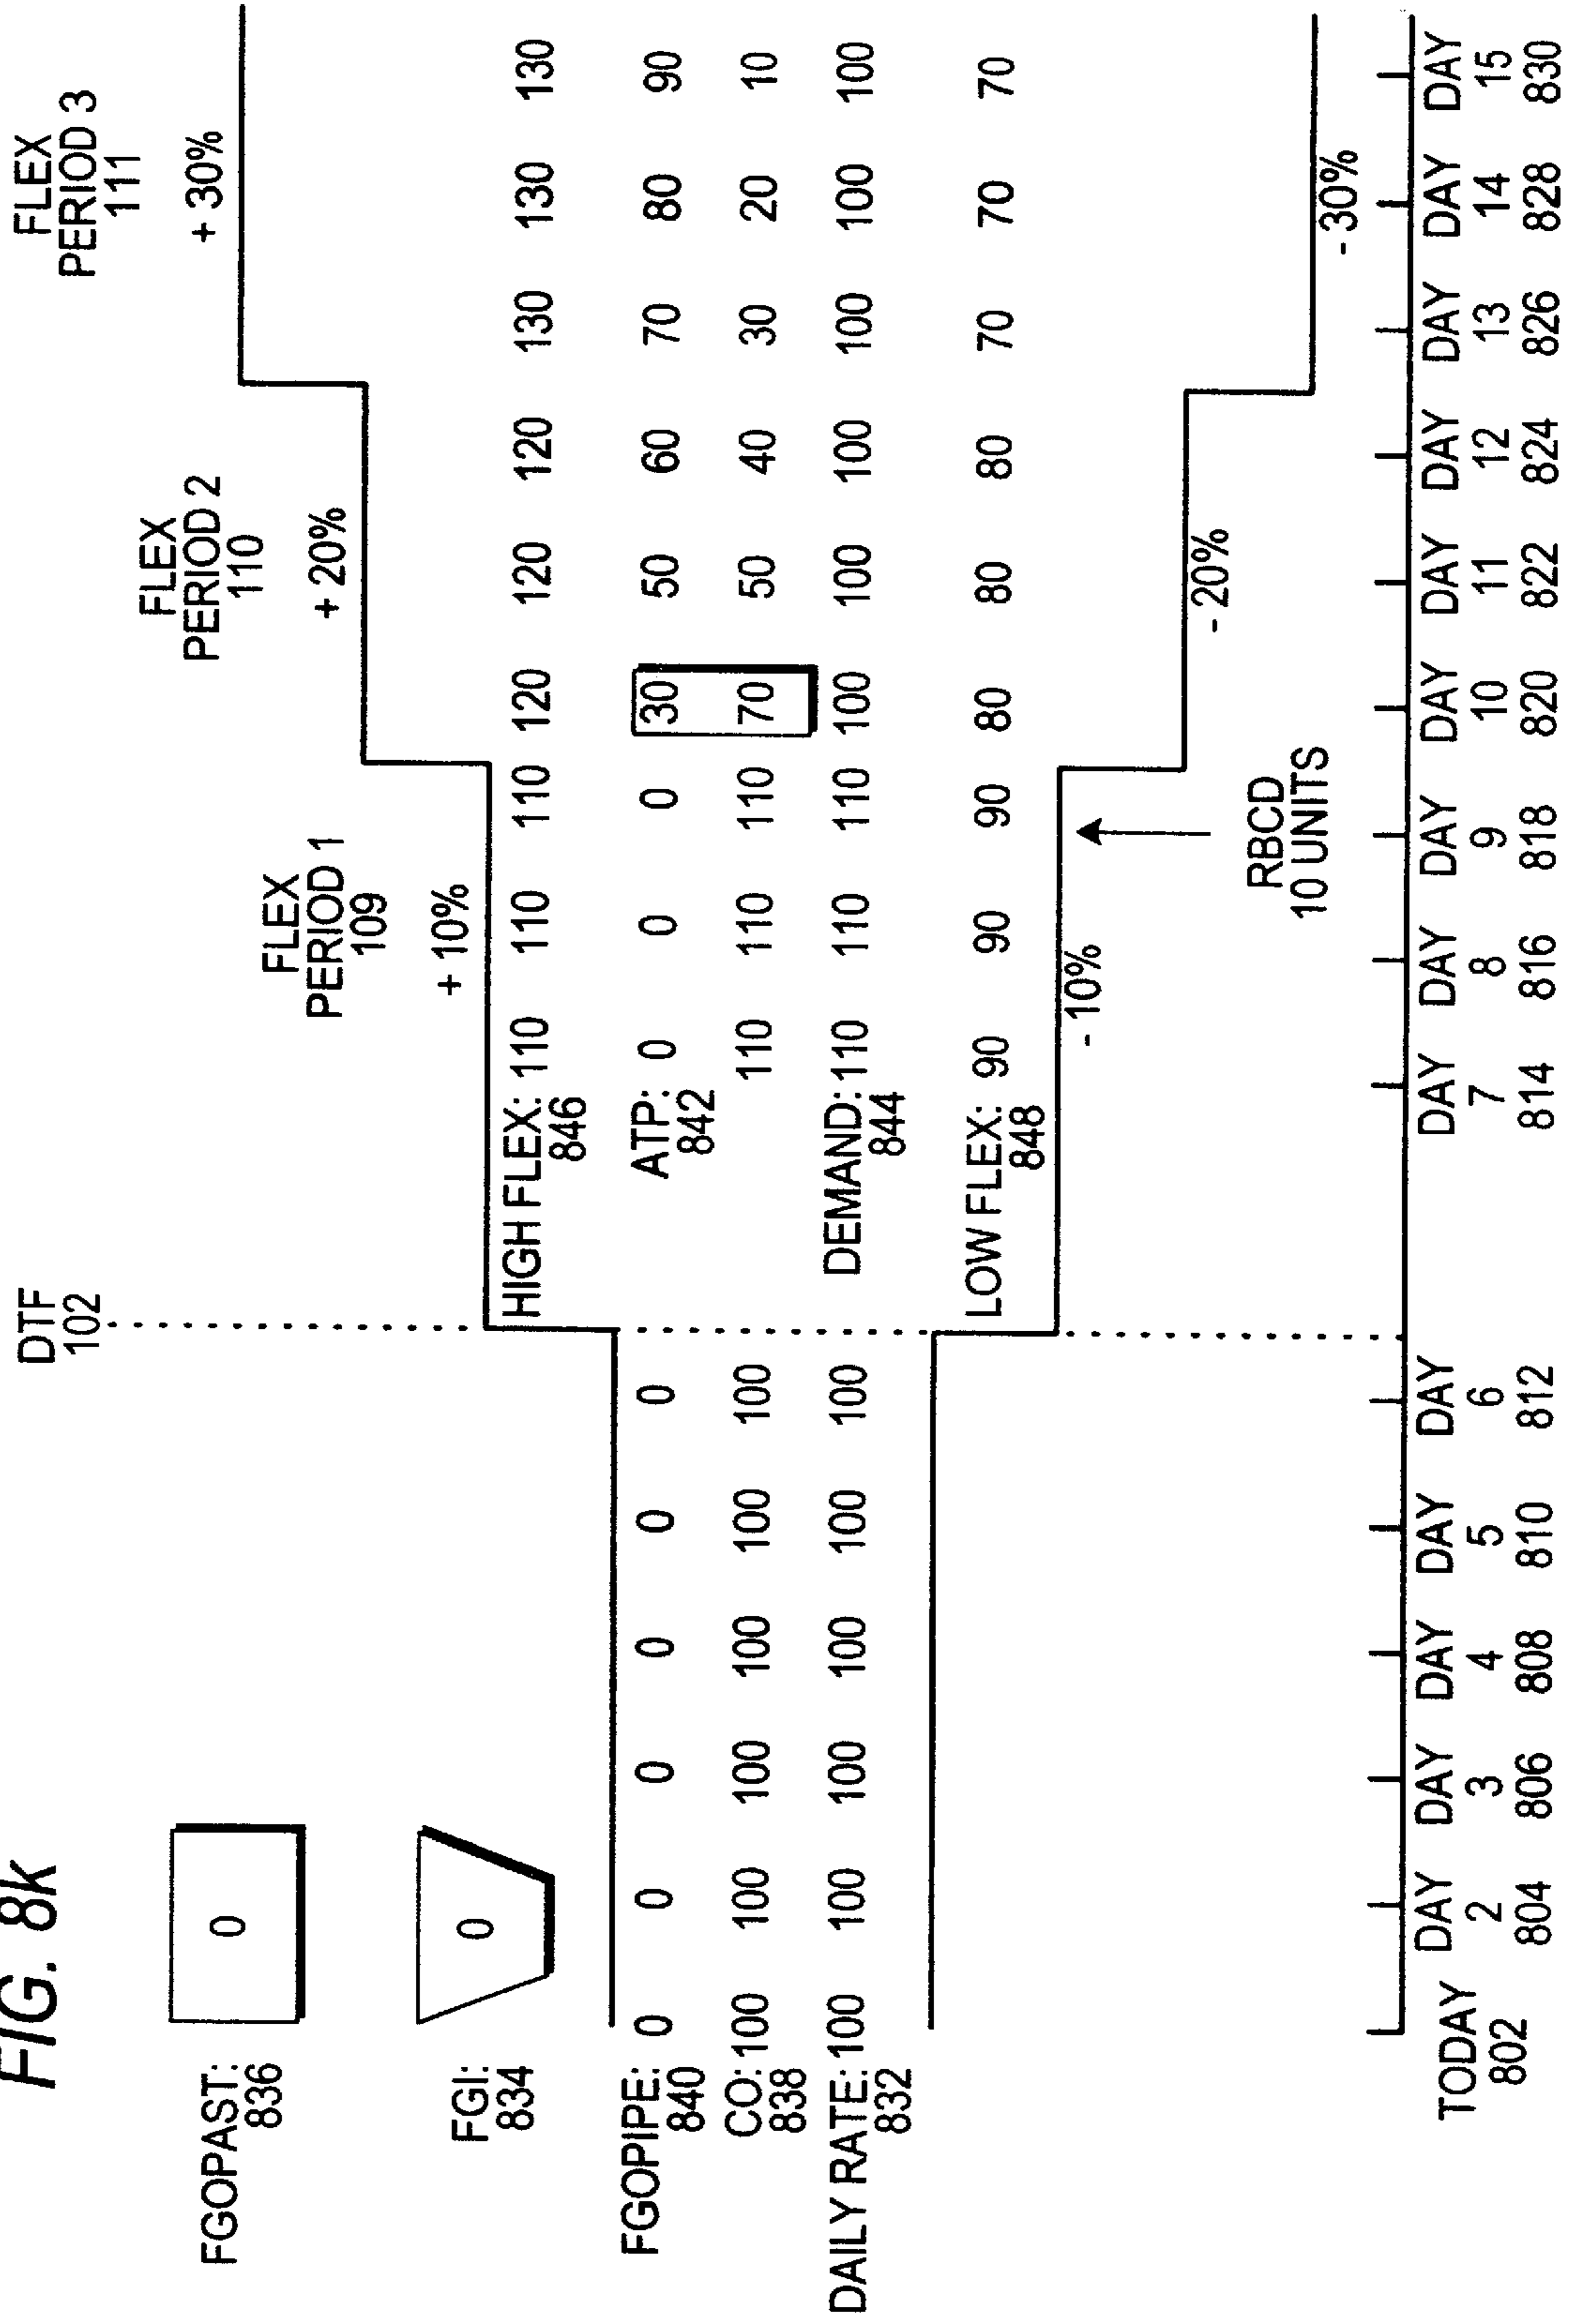 FIG. 8k
DTF
102
FLEX
PERIOD 3
111
+ 30%
FLEX
PERIOD 2
110
+ 20%
FLEX
PERIOD 1
109
+ 10%
FGOPAST:
836
0
FGI:
834
0
HIGH FLEX: 110 110 110 120 120 120 130 130 130
846
FGOPIPE: 0 0 0 0 0 0
840
ATP: 0 0 0 30 50 60 70 80 90
842
CO: 100 100 100 100 100 100 110 110 110 70 50 40 30 20 10
838
DAILY RATE: 100 100 100 100 100 100
832
DEMAND: 110 110 110 100 100 100 100 100 100
844
LOW FLEX: 90 90 90 80 80 80 70 70 70
848
- 10%
- 20%
- 30%
RBCD
10 UNITS
TODAY
802
DAY
2
804
DAY
3
806
DAY
4
808
DAY
5
810
DAY
6
812
DAY
7
814
DAY
8
816
DAY
9
818
DAY
10
820
DAY
11
822
DAY
12
824
DAY
13
826
DAY
14
828
DAY
15
830